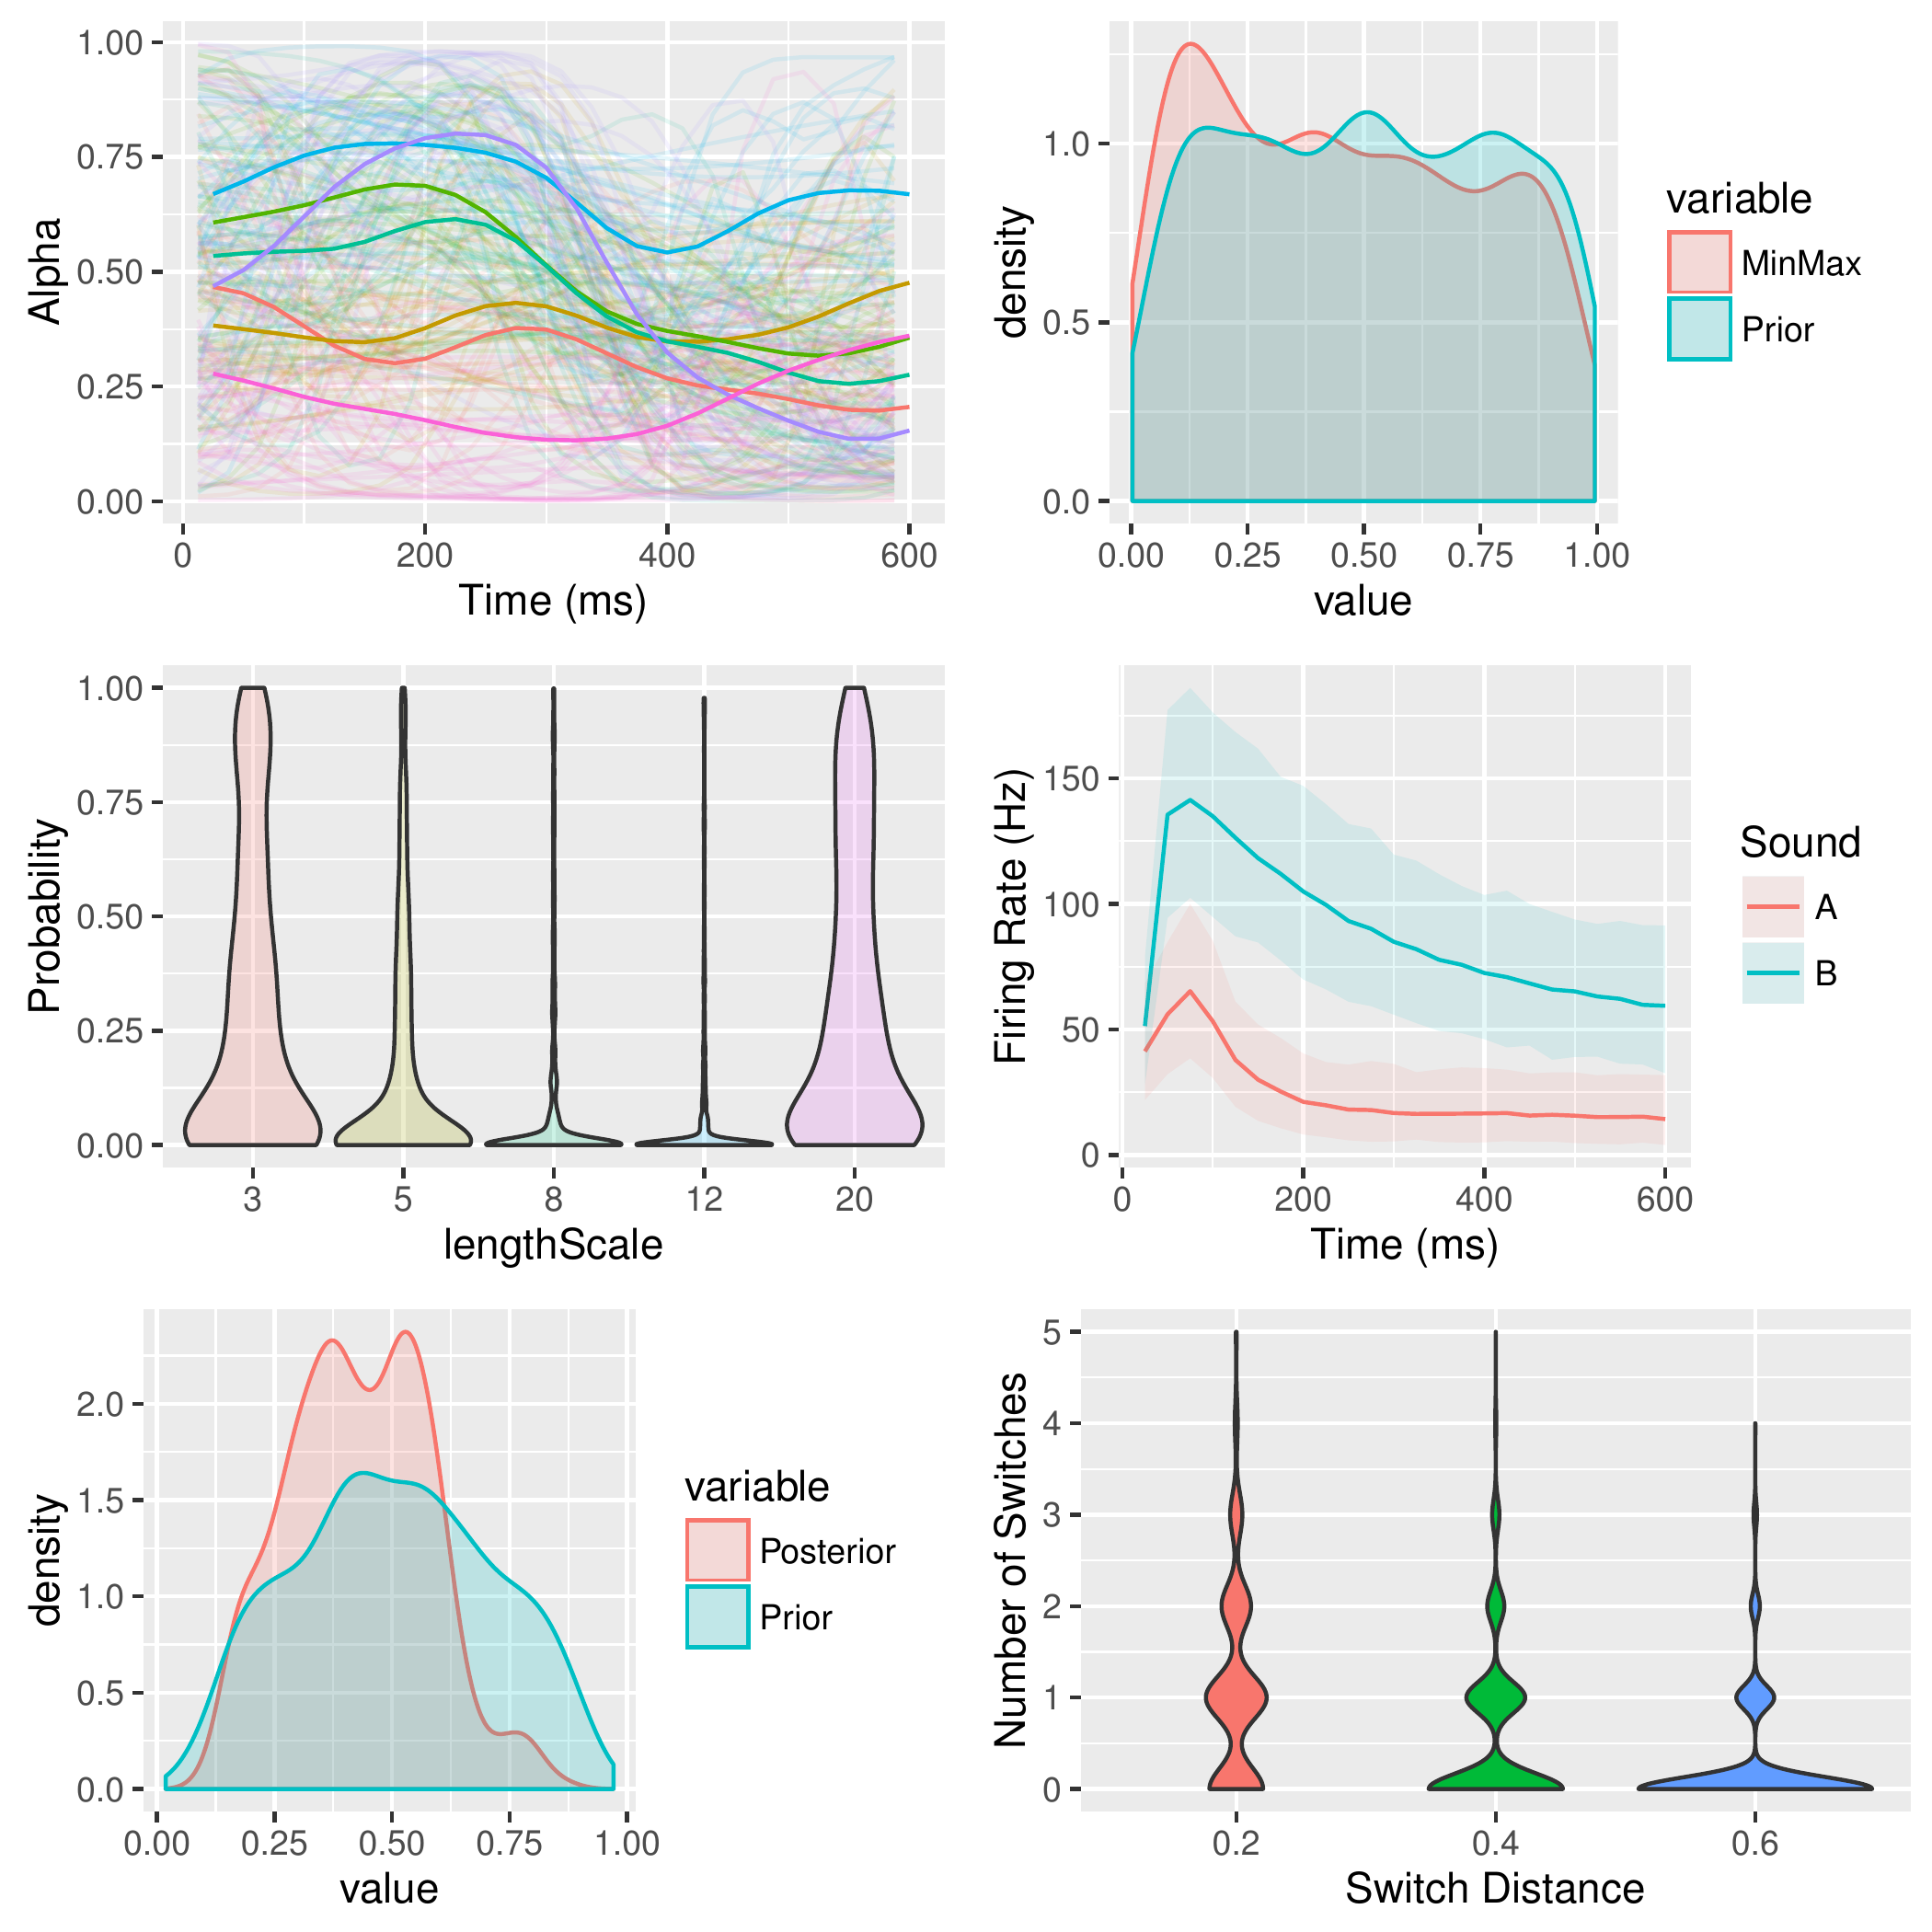 1.00
0.75
0.50
0.25
0.00
Alpha
0
200
400
600
Time (ms)
1.0
0.5
0.0
density
0.00
0.25
0.50
0.75
1.00
value
variable
MinMax
Prior
1.00
0.75
0.50
0.25
0.00
Probability
3
5
8
12
20
lengthScale
150
100
50
0
Firing Rate (Hz)
0
200
400
600
Time (ms)
Sound
A
B
2.0
1.5
1.0
0.5
0.0
density
0.00
0.25
0.50
0.75
1.00
value
variable
Posterior
Prior
5
4
3
2
1
0
Number of Switches
0.2
0.4
0.6
Switch Distance